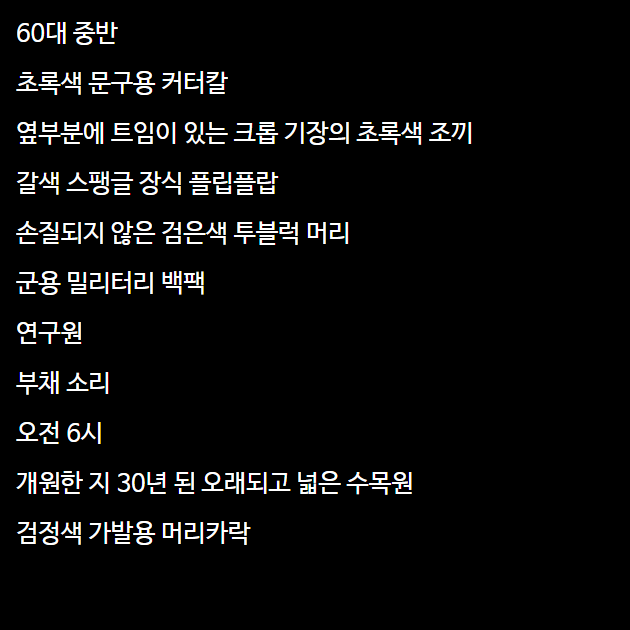 60대 중반
초록색 문구용 커터칼
옆부분에 트임이 있는 크롭 기장의 초록색 조끼
갈색 스팽글 장식 플립플랍
손질되지 않은 검은색 투블럭 머리
군용 밀리터리 백팩
연구원
부채 소리
오전 6시
개원한 지 30년 된 오래되고 넓은 수목원
검정색 가발용 머리카락